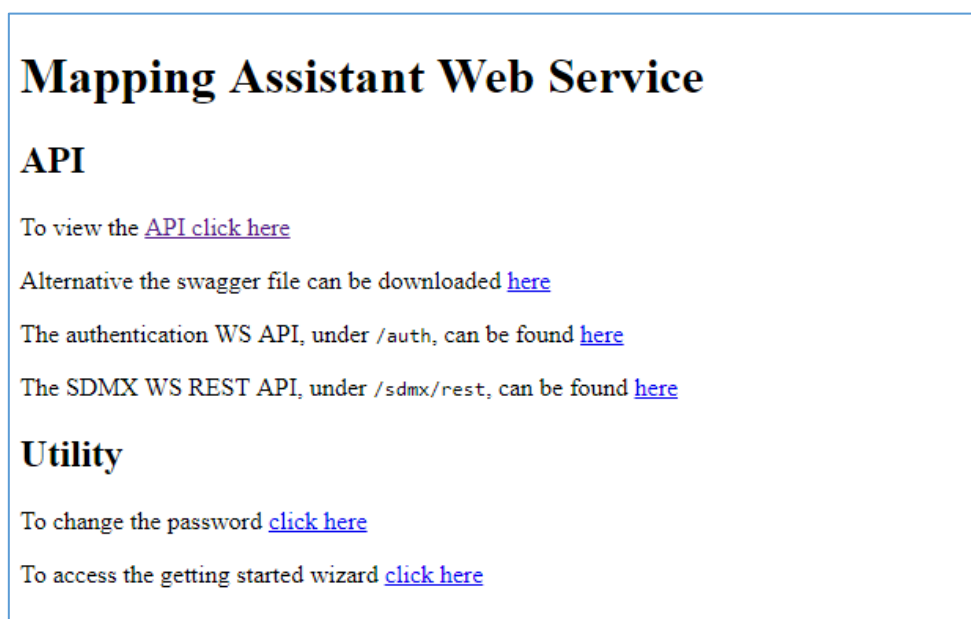 Mapping Assistant Web Service
API
To view the API click here
Alternative the swagger file can be downloaded here
The authentication WS API, under /auth, can be found here
The SDMX WS REST API, under /sdmx/rest, can be found here
Utility
To change the password click here
To access the getting started wizard click here